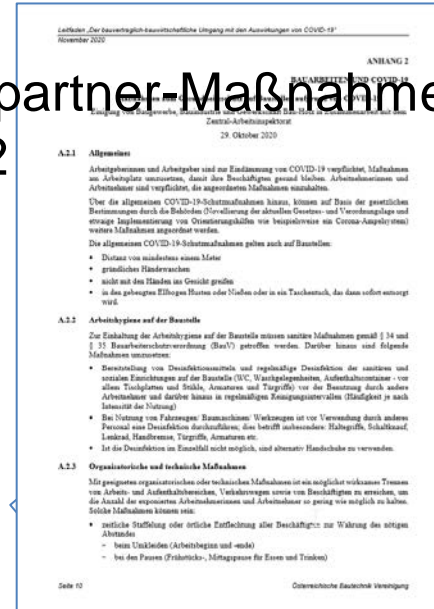 Leitfaden „Der bauvertraglich-bauwirtschaftliche Umgang mit den Auswirkungen von COVID-19“
November 2020
ANHANG 2
partner-Maßnahme
2
BAUARBEITEN UND COVID-19
Zentral-Arbeitsinspektorat
29. Oktober 2020
A.2.1 Allgemeines
Arbeitgeberinnen und Arbeitgeber sind zur Eindämmung von COVID-19 verpflichtet, Maßnahmen
am Arbeitsplatz umzusetzen, damit ihre Beschäftigten gesund bleiben. Arbeitnehmerinnen und
Arbeitnehmer sind verpflichtet, die angeordneten Maßnahmen einzuhalten.
Über die allgemeinen COVID-19-Schutzmaßnahmen hinaus, können auf Basis der gesetzlichen
Bestimmungen durch die Behörden (Novellierung der aktuellen Gesetzes- und Verordnungslage und
etwaige Implementierung von Orientierungshilfen wie beispielsweise ein Corona-Ampelsystem)
weitere Maßnahmen angeordnet werden.
Die allgemeinen COVID-19-Schutzmaßnahmen gelten auch auf Baustellen:
• Distanz von mindestens einem Meter
• gründliches Händewaschen
• nicht mit den Händen ins Gesicht greifen
• in den gebeugten Ellbogen Husten oder Nießen oder in ein Taschentuch, das dann sofort entsorgt
wird.
A.2.2 Arbeitshygiene auf der Baustelle
Zur Einhaltung der Arbeitshygiene auf der Baustelle müssen sanitäre Maßnahmen gemäß § 34 und
§ 35 Bauarbeiterschutzverordnung (BauV) getroffen werden. Darüber hinaus sind folgende
Maßnahmen umzusetzen:
• Bereitstellung von Desinfektionsmitteln und regelmäßige Desinfektion der sanitären und
sozialen Einrichtungen auf der Baustelle (WC, Waschgelegenheiten, Aufenthaltscontainer - vor
allem Tischplatten und Stühle, Armaturen und Türgriffe) vor der Benutzung durch andere
Arbeitnehmer und darüber hinaus in regelmäßigen Reinigungsintervallen (Häufigkeit je nach
Intensität der Nutzung)
• Bei Nutzung von Fahrzeugen/ Baumaschinen/ Werkzeugen ist vor Verwendung durch anderes
Personal eine Desinfektion durchzuführen; dies betrifft insbesondere: Haltegriffe, Schaltknauf,
Lenkrad, Handbremse, Türgriffe, Armaturen etc.
• Ist die Desinfektion im Einzelfall nicht möglich, sind alternativ Handschuhe zu verwenden.
A.2.3 Organisatorische und technische Maßnahmen
Mit geeigneten organisatorischen oder technischen Maßnahmen ist ein möglichst wirksames Trennen
von Arbeits- und Aufenthaltsbereichen, Verkehrswegen sowie von Beschäftigten zu erreichen, um
die Anzahl der exponierten Arbeitnehmerinnen und Arbeitnehmer so gering wie möglich zu halten.
Solche Maßnahmen können sein:
• zeitliche Staffelung oder örtliche Entflechtung aller Beschäftigten zur Wahrung des nötigen
Abstandes
− beim Umkleiden (Arbeitsbeginn und -ende)
− bei den Pausen (Frühstücks-, Mittagspause für Essen und Trinken)
Seite 10 Österreichische Bautechnik Vereinigung